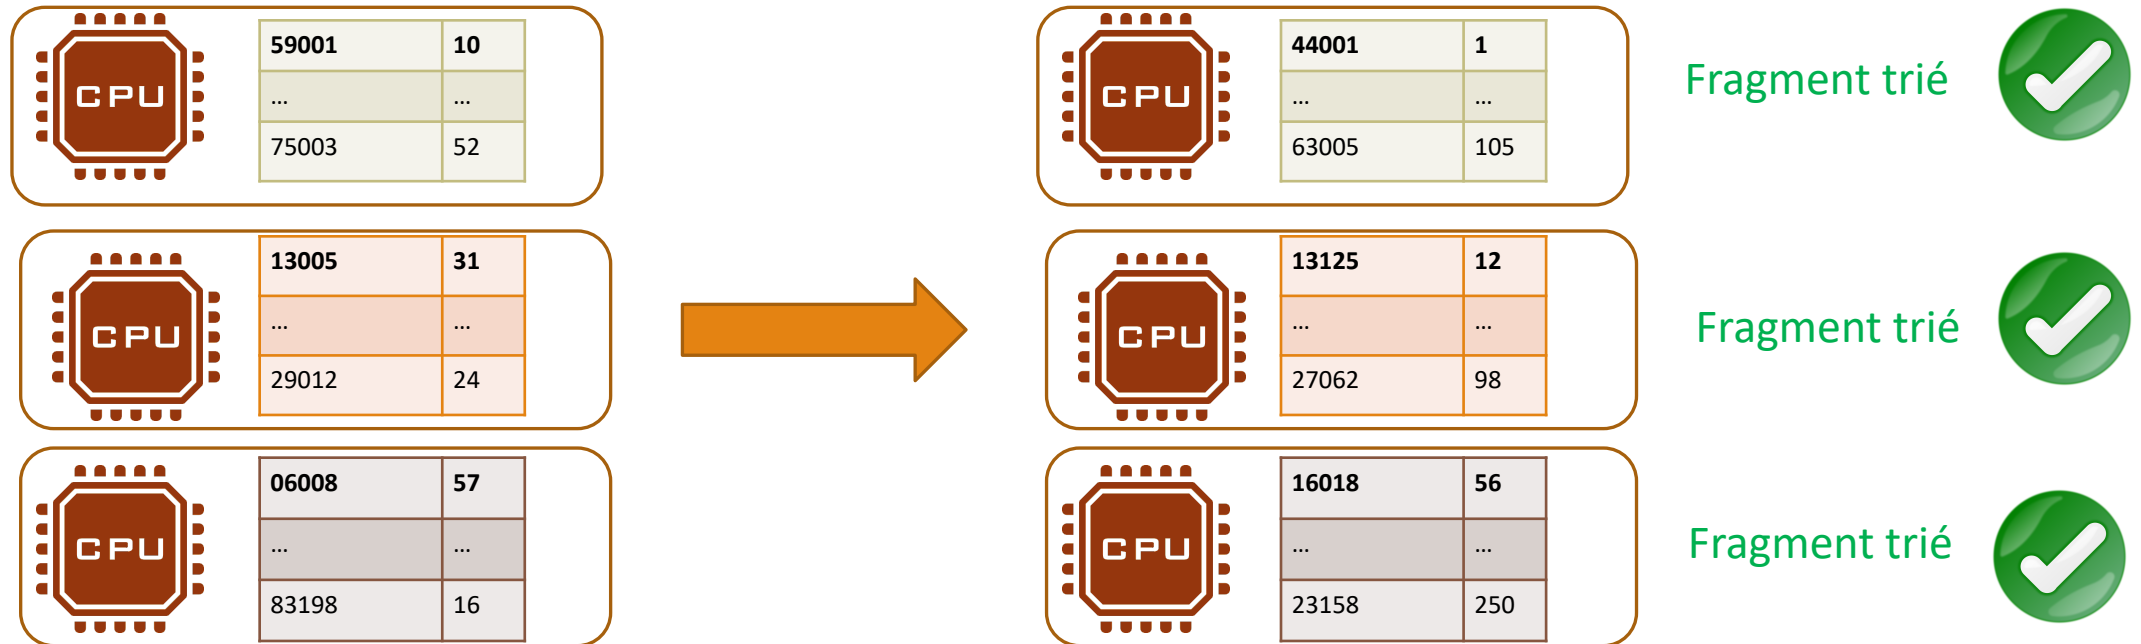 CPU
59001 10
... ...
75003 52
CPU
44001 1
... ...
63005 105
Fragment trié
CPU
13005 31
... ...
29012 24
CPU
13125 12
... ...
27062 98
Fragment trié
CPU
06008 57
... ...
83198 16
CPU
16018 56
... ...
23158 250
Fragment trié